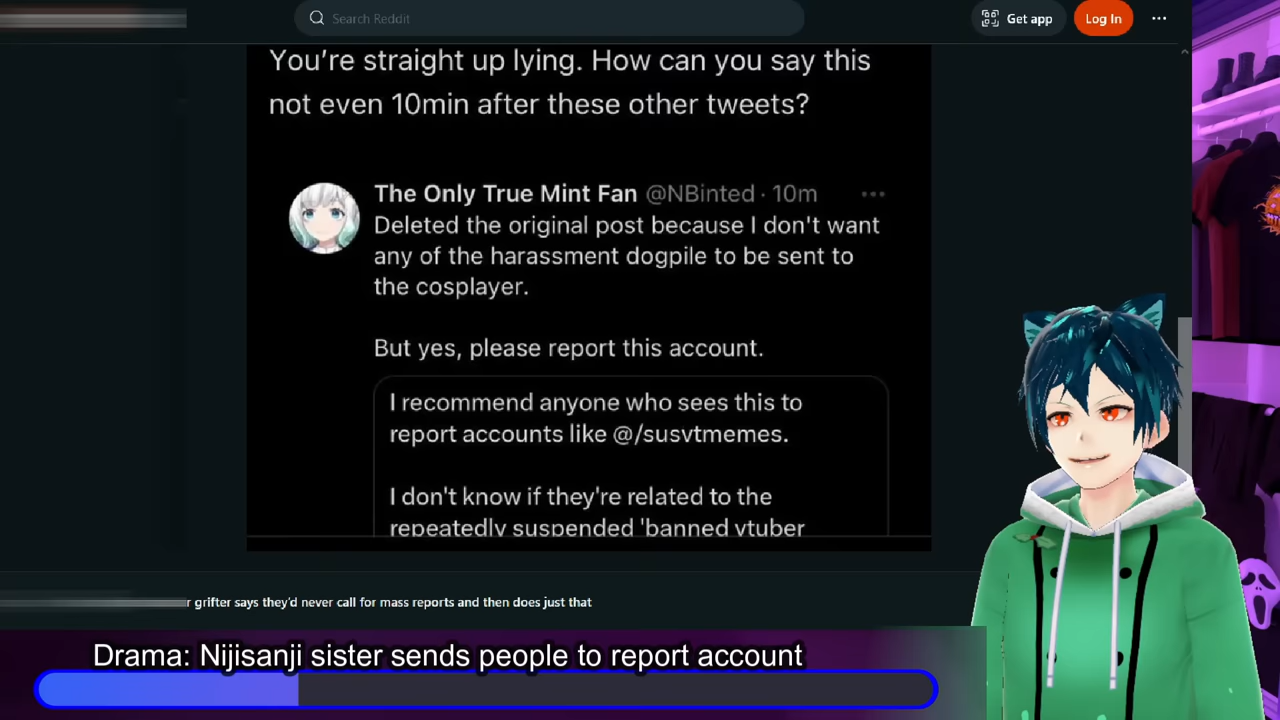 Search Reddit
Get app
Log In
You're straight up lying. How can you say this
not even 10min after these other tweets?
The Only True Mint Fan @NBinted · 10m
Deleted the original post because I don't want
any of the harassment dogpile to be sent to
the cosplayer.
But yes, please report this account.
I recommend anyone who sees this to
report accounts like @/susvtmemes.
I don't know if they're related to the
repeatedly suspended 'banned vtuber
r grifter says they'd never call for mass reports and then does just that
Drama: Nijisanji sister sends people to report account